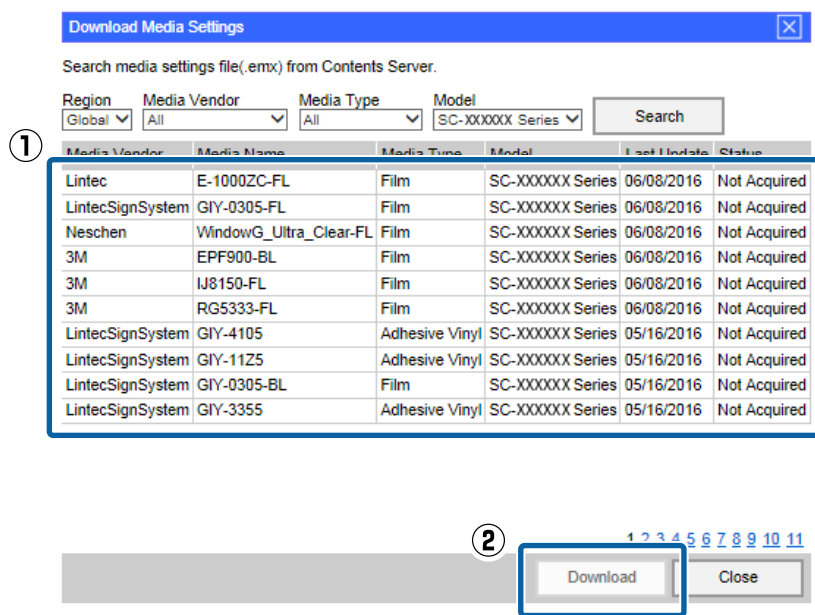 Download Media Settings
Search media settings file(.emx) from Contents Server.
Region Media Vendor Media Type Model
Global All All SC-XXXXXX Series Search
①
Media Vendor Media Name Media Type Model Last Update Status
Lintec E-1000ZC-FL Film SC-XXXXXX Series 06/08/2016 Not Acquired
LintecSignSystem GIY-0305-FL Film SC-XXXXXX Series 06/08/2016 Not Acquired
Neschen WindowG_Ultra_Clear-FL Film SC-XXXXXX Series 06/08/2016 Not Acquired
3M EPF900-BL Film SC-XXXXXX Series 06/08/2016 Not Acquired
3M IJ8150-FL Film SC-XXXXXX Series 06/08/2016 Not Acquired
3M RG5333-FL Film SC-XXXXXX Series 06/08/2016 Not Acquired
LintecSignSystem GIY-4105 Adhesive Vinyl SC-XXXXXX Series 05/16/2016 Not Acquired
LintecSignSystem GIY-11Z5 Adhesive Vinyl SC-XXXXXX Series 05/16/2016 Not Acquired
LintecSignSystem GIY-0305-BL Film SC-XXXXXX Series 05/16/2016 Not Acquired
LintecSignSystem GIY-3355 Adhesive Vinyl SC-XXXXXX Series 05/16/2016 Not Acquired
② 1 2 3 4 5 6 7 8 9 10 11
Download Close